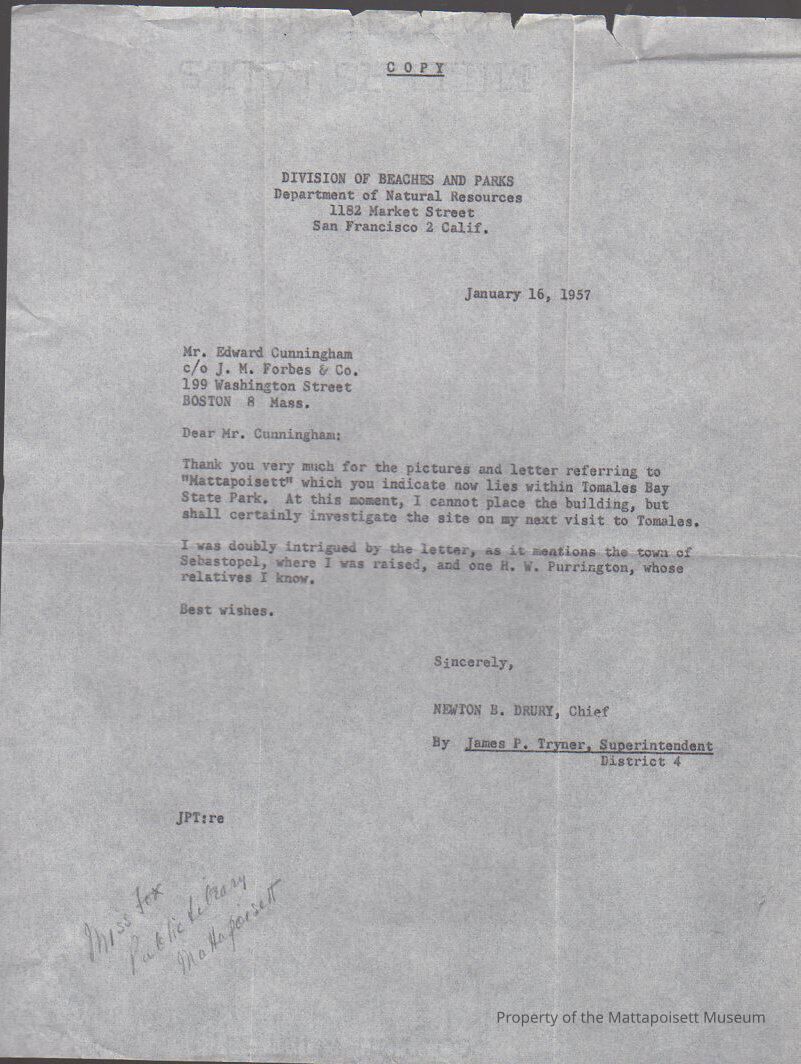 COPY
DIVISION OF BEACHES AND PARKS
Department of Natural Resources
1182 Market Street
San Francisco 2 Calif.
January 16, 1957
Mr. Edward Cunningham
c/o J. M. Forbes & Co.
199 Washington Street
BOSTON 8 Mass.
Dear Mr. Cunningham:
Thank you very much for the pictures and letter referring to
"Mattapoisett" which you indicate now lies within Tomales Bay
State Park. At this moment, I cannot place the building, but
shall certainly investigate the site on my next visit to Tomales.
I was doubly intrigued by the letter, as it mentions the town of
Sebastopol, where I was raised, and one H. W. Purrington, whose
relatives I know.
Best wishes.
Sincerely,
NEWTON B. DRURY, Chief
By James P. Tryner, Superintendent
District 4
JPT:re
Miss Fox
Public Library
Mattapoisett
Property of the Mattapoisett Museum